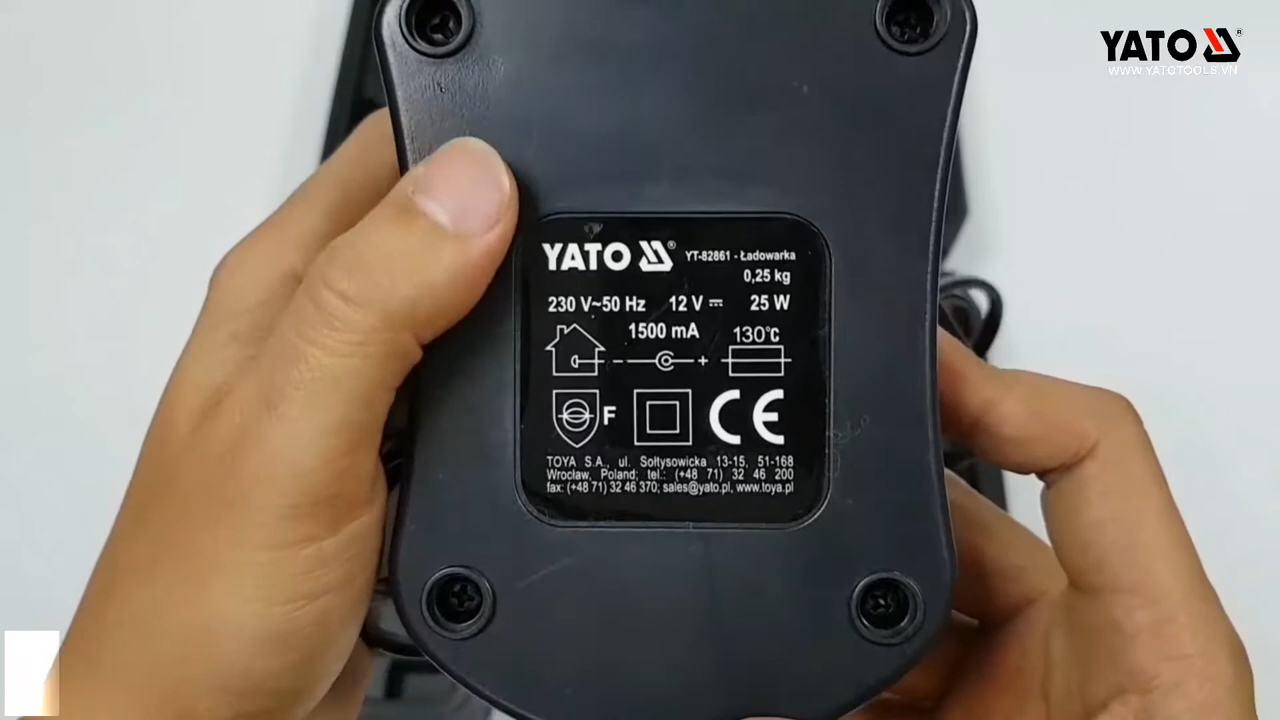 YATO ®
WWW.YATOTOOLS.VN
YATO ® YT-82861 - Ładowarka
0,25 kg
230 V~50 Hz 12 V ⎓ 25 W
1500 mA
130°C
- +
F
CE
TOYA S.A., ul. Sołtysowicka 13-15, 51-168
Wrocław, Poland; tel.: (+48 71) 32 46 200
fax: (+48 71) 32 46 370; sales@yato.pl, www.toya.pl